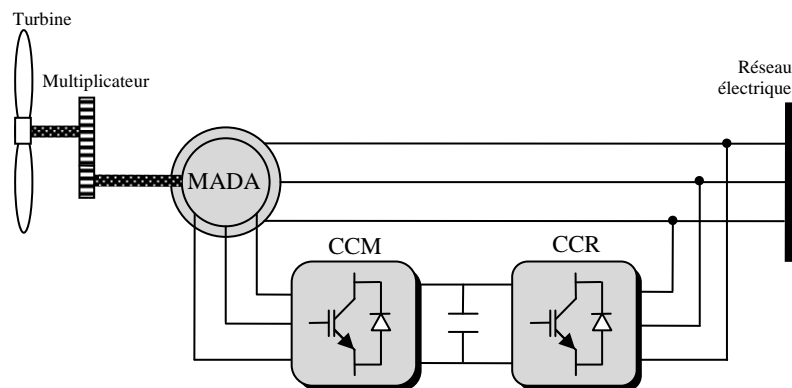 Turbine
Multiplicateur
Réseau
électrique
MADA
CCM
CCR